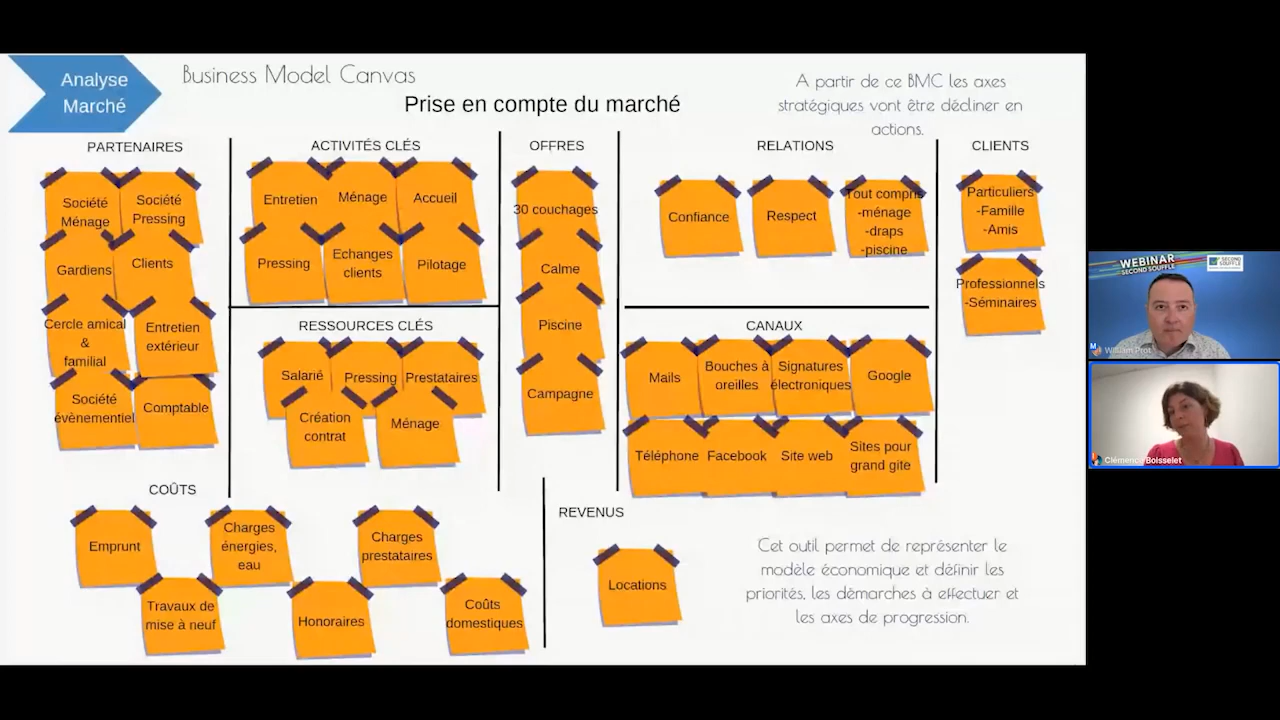 Analyse
Marché
Business Model Canvas
Prise en compte du marché
A partir de ce BMC les axes
stratégiques vont être décliner en
actions.
PARTENAIRES
Société
Ménage
Société
Pressing
Gardiens
Clients
Cercle amical
&
familial
Entretien
extérieur
Société
évènementiel
Comptable
ACTIVITÉS CLÉS
Entretien
Ménage
Accueil
Pressing
Echanges
clients
Pilotage
RESSOURCES CLÉS
Salarié
Pressing
Prestataires
Création
contrat
Ménage
OFFRES
30 couchages
Calme
Piscine
Campagne
RELATIONS
Confiance
Respect
Tout compris
-ménage
-draps
-piscine
CANAUX
Mails
Bouches à
oreilles
Signatures
électroniques
Google
Téléphone
Facebook
Site web
Sites pour
grand gite
CLIENTS
Particuliers
-Famille
-Amis
Professionnels
-Séminaires
COÛTS
Emprunt
Charges
énergies,
eau
Charges
prestataires
Travaux de
mise à neuf
Honoraires
Coûts
domestiques
REVENUS
Locations
Cet outil permet de représenter le
modèle économique et définir les
priorités, les démarches à effectuer et
les axes de progression.
WEBINAR
SECOND SOUFFLE
SECOND
SOUFFLE
William Prot
Clémence Boisselet